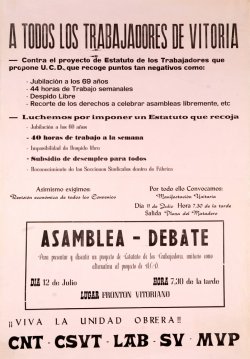 A TODOS LOS TRABAJADORES DE VITORIA
— Contra el proyecto de Estatuto de los Trabajadores que
propone U.C.D., que recoge puntos tan negativos como:
- Jubilación a los 69 años
- 44 horas de Trabajo semanales
- Despido Libre
- Recorte de los derechos a celebrar asambleas libremente, etc
— Luchemos por imponer un Estatuto que recoja
- Jubilación a los 60 años
- 40 horas de trabajo a la semana
- Imposibilidad de Despido libre
- Subsidio de desempleo para todos
- Reconocimiento de las Secciones Sindicales dentro de Fábrica
Asimismo exigimos:
Revisión económica de todos los Convenios
Por todo ello Convocamos:
Manifestación Unitaria
Día 11 de Julio Hora 7,30 de la tarde
Salida Plaza del Matadero
ASAMBLEA - DEBATE
Para presentar y discutir un proyecto de Estatuto de los Trabajadores unitario como
alternativa al proyecto de U.C.D.
DIA 12 de Julio HORA 7,30 de la tarde
LUGAR FRONTON VITORIANO
¡¡VIVA LA UNIDAD OBRERA!!
CNT - CSUT - LAB - SU - MVP